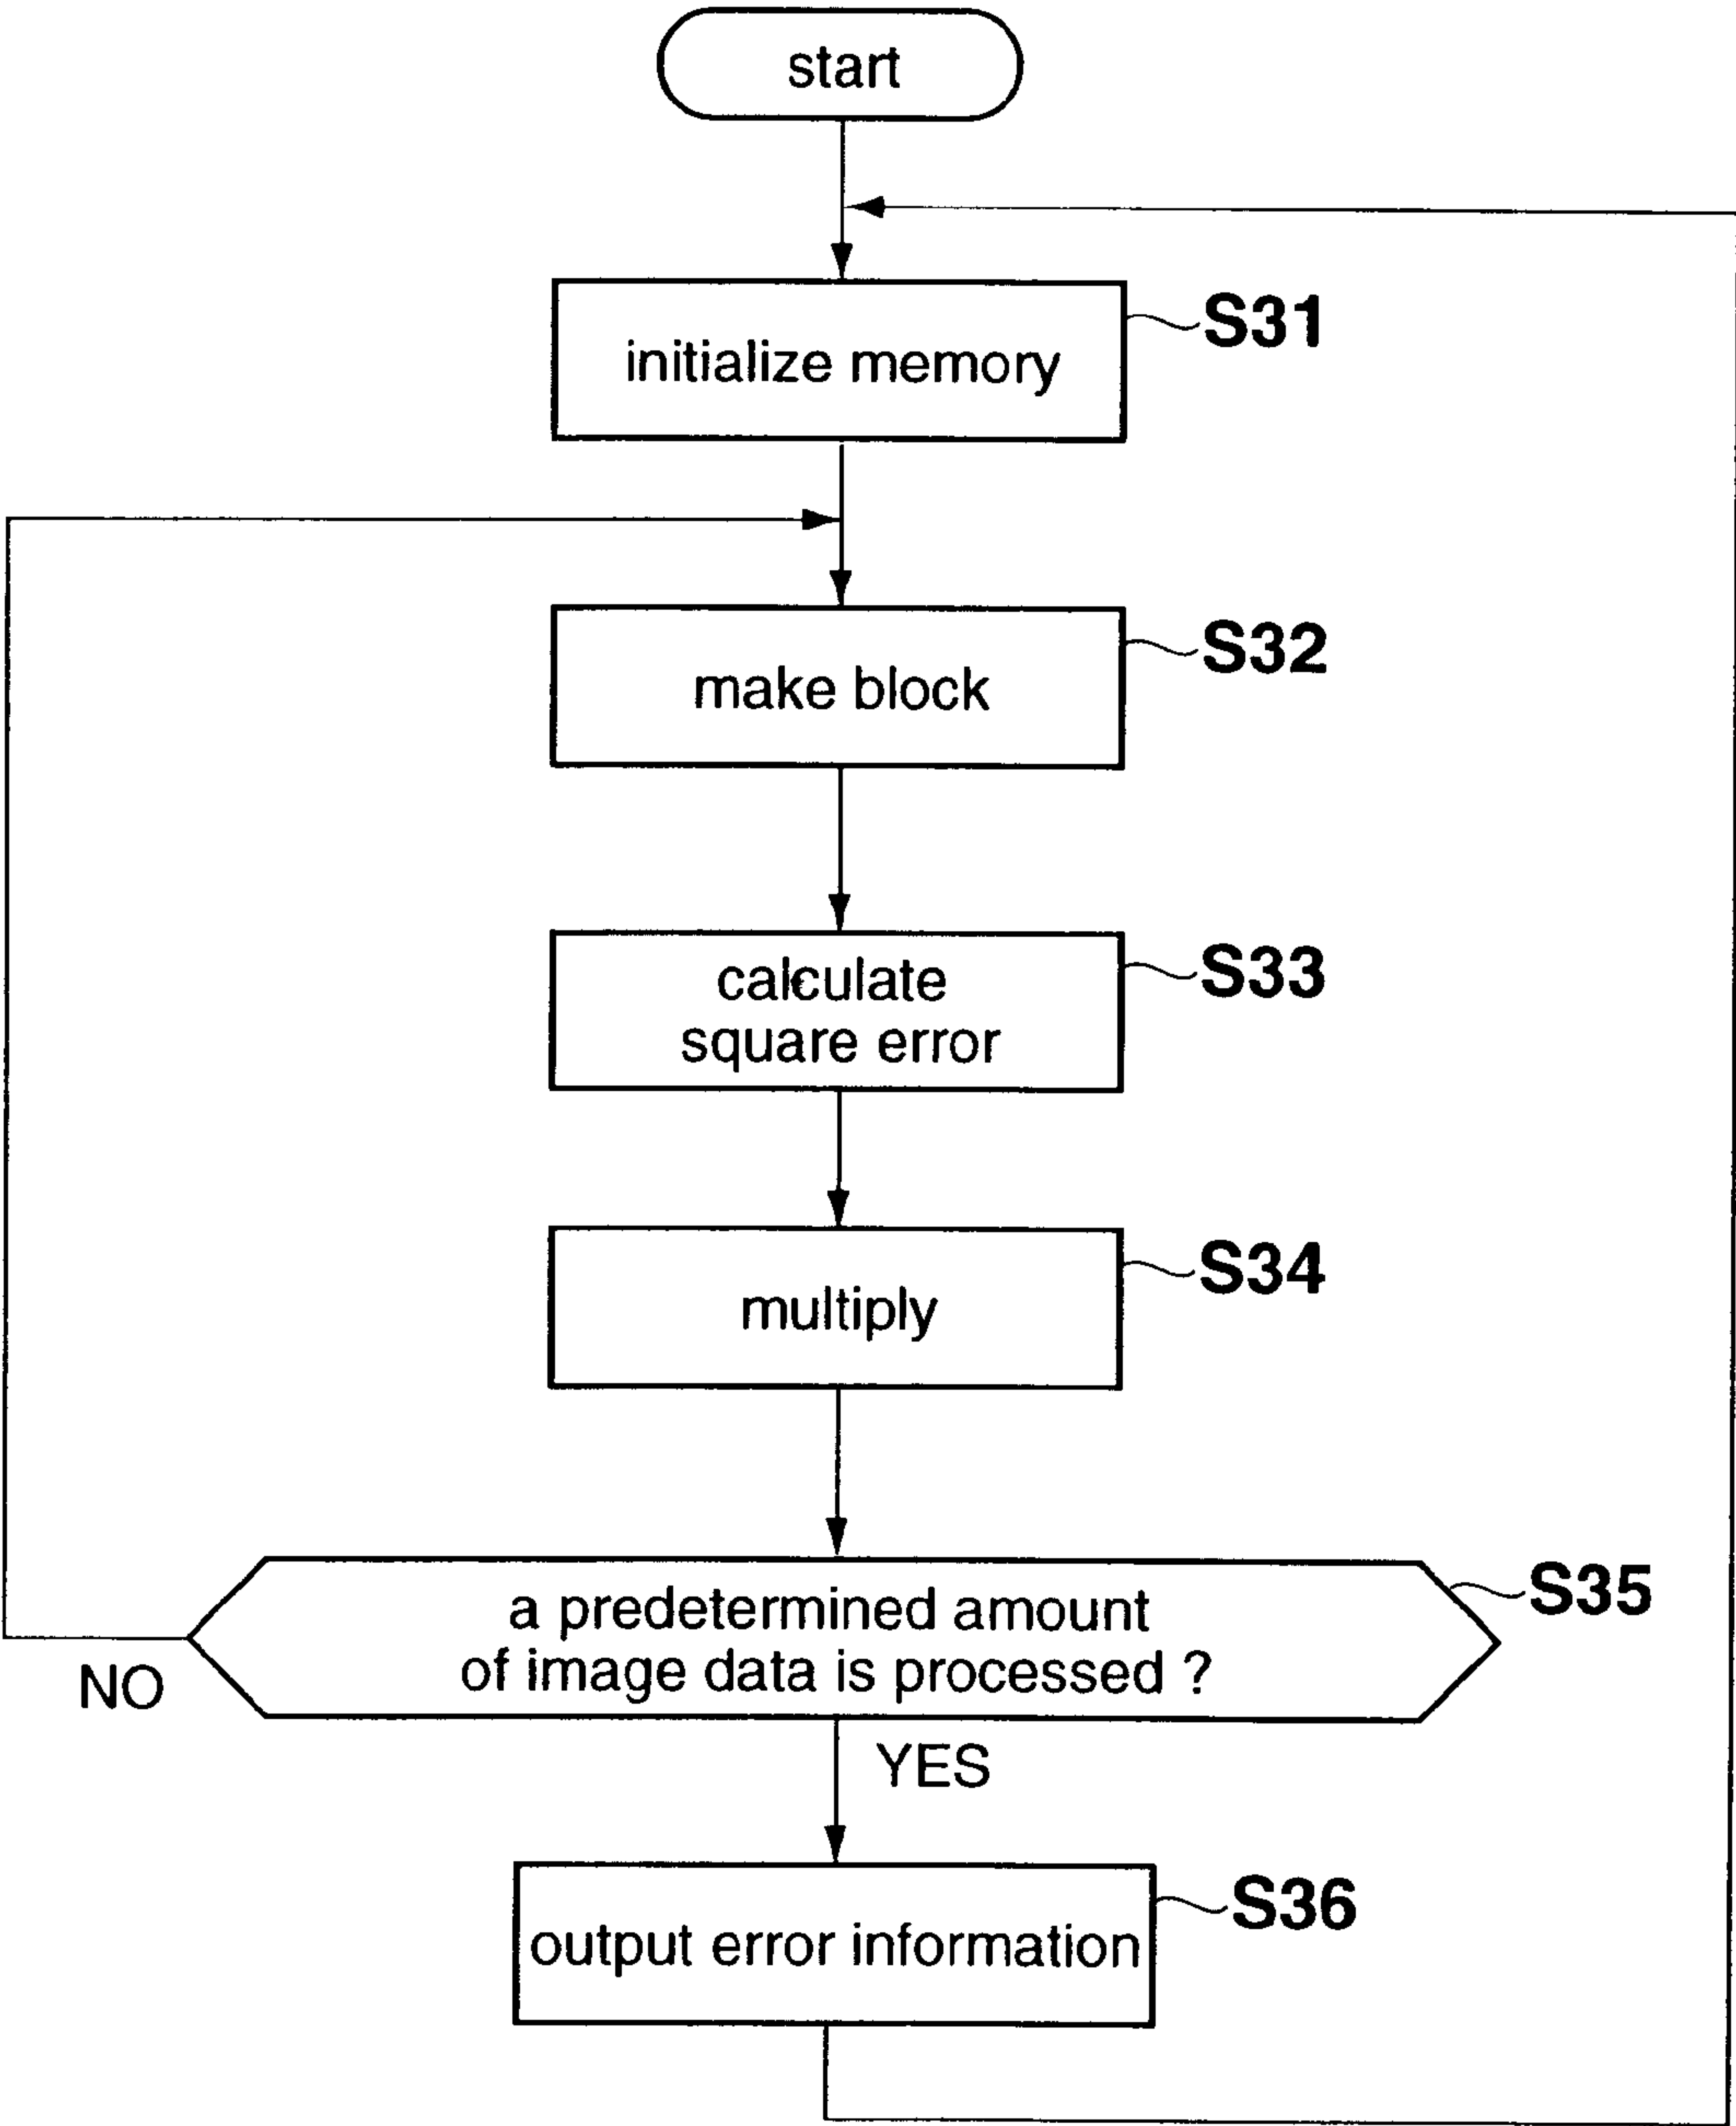 start
initialize memory
S31
make block
S32
calculate
square error
S33
multiply
S34
a predetermined amount
of image data is processed ?
S35
NO
YES
output error information
S36